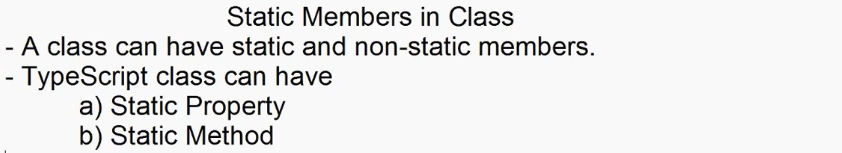 Static Members in Class
- A class can have static and non-static members.
- TypeScript class can have
a) Static Property
b) Static Method